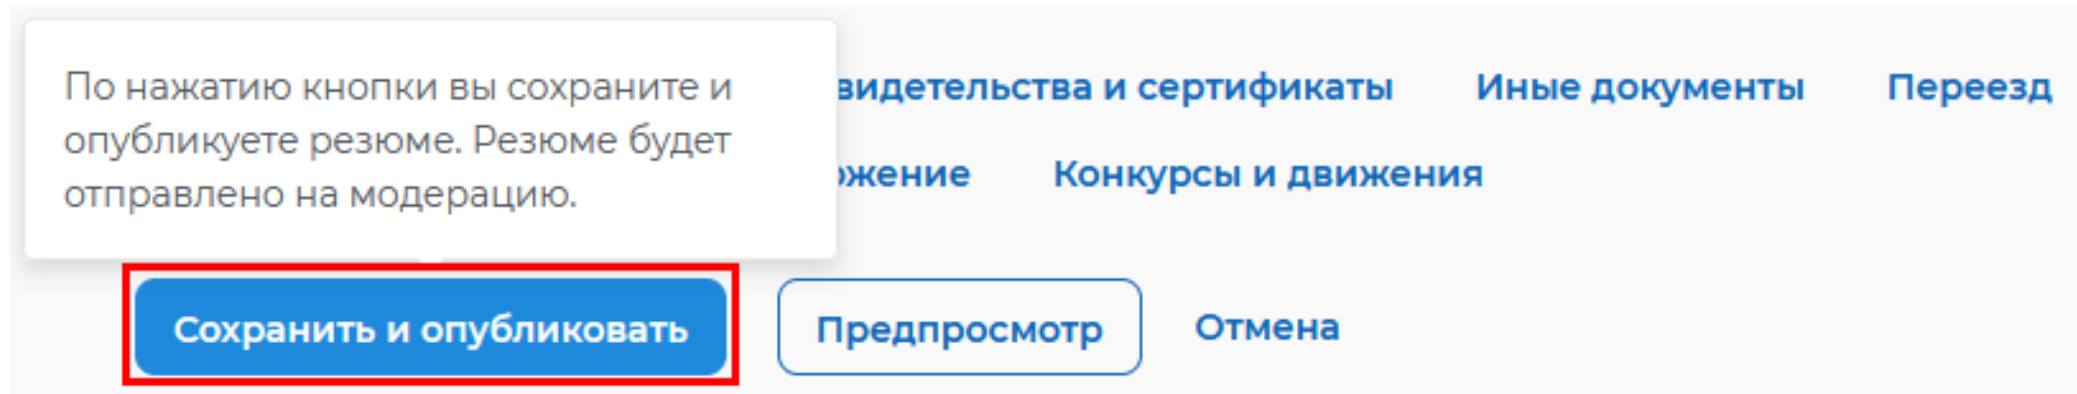 По нажатию кнопки вы сохраните и
опубликуете резюме. Резюме будет
отправлено на модерацию.
видетельства и сертификаты Иные документы Переезд
Конкурсы и движения
Сохранить и опубликовать Предпросмотр Отмена